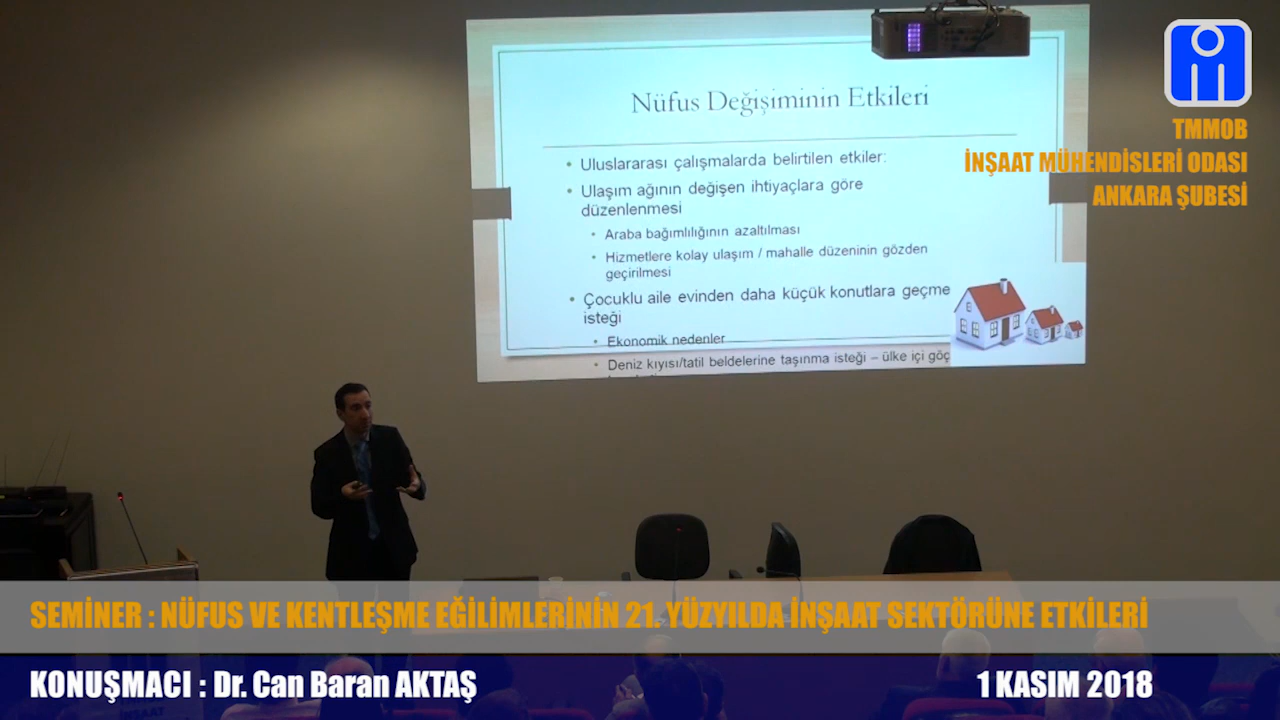 Nüfus Değişiminin Etkileri
• Uluslararası çalışmalarda belirtilen etkiler:
• Ulaşım ağının değişen ihtiyaçlara göre
düzenlenmesi
• Araba bağımlılığının azaltılması
• Hizmetlere kolay ulaşım / mahalle düzeninin gözden
geçirilmesi
• Çocuklu aile evinden daha küçük konutlara geçme
isteği
• Ekonomik nedenler
• Deniz kıyısı/tatil beldelerine taşınma isteği – ülke içi göç
TMMOB
İNŞAAT MÜHENDİSLERİ ODASI
ANKARA ŞUBESİ
SEMİNER : NÜFUS VE KENTLEŞME EĞİLİMLERİNİN 21. YÜZYILDA İNŞAAT SEKTÖRÜNE ETKİLERİ
KONUŞMACI : Dr. Can Baran AKTAŞ
1 KASIM 2018
İNŞAAT